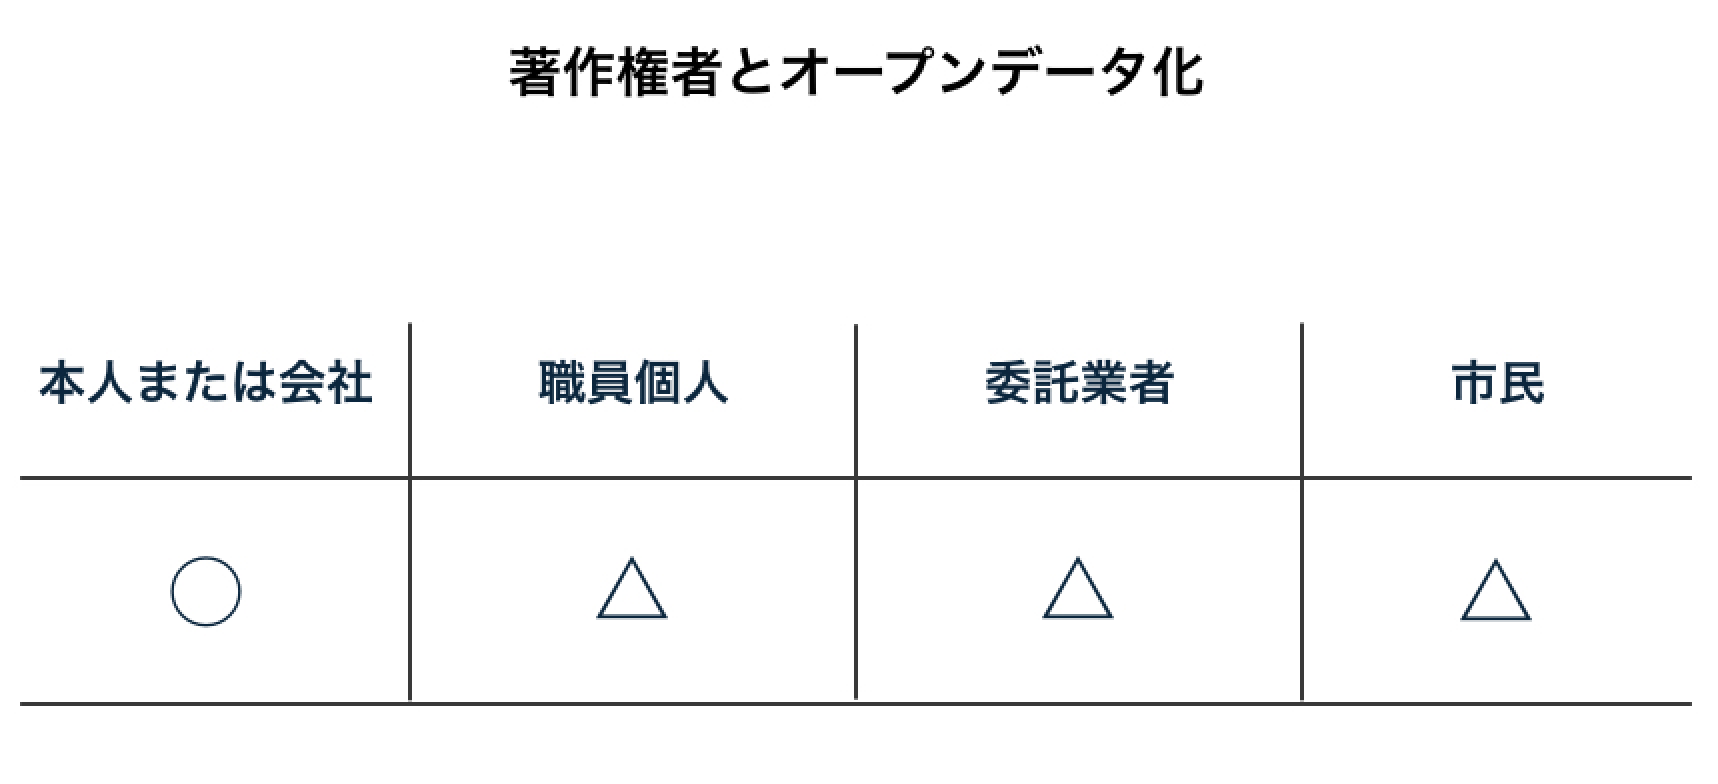 著作権者とオープンデータ化
本人または会社 職員個人 委託業者 市民
○ △ △ △